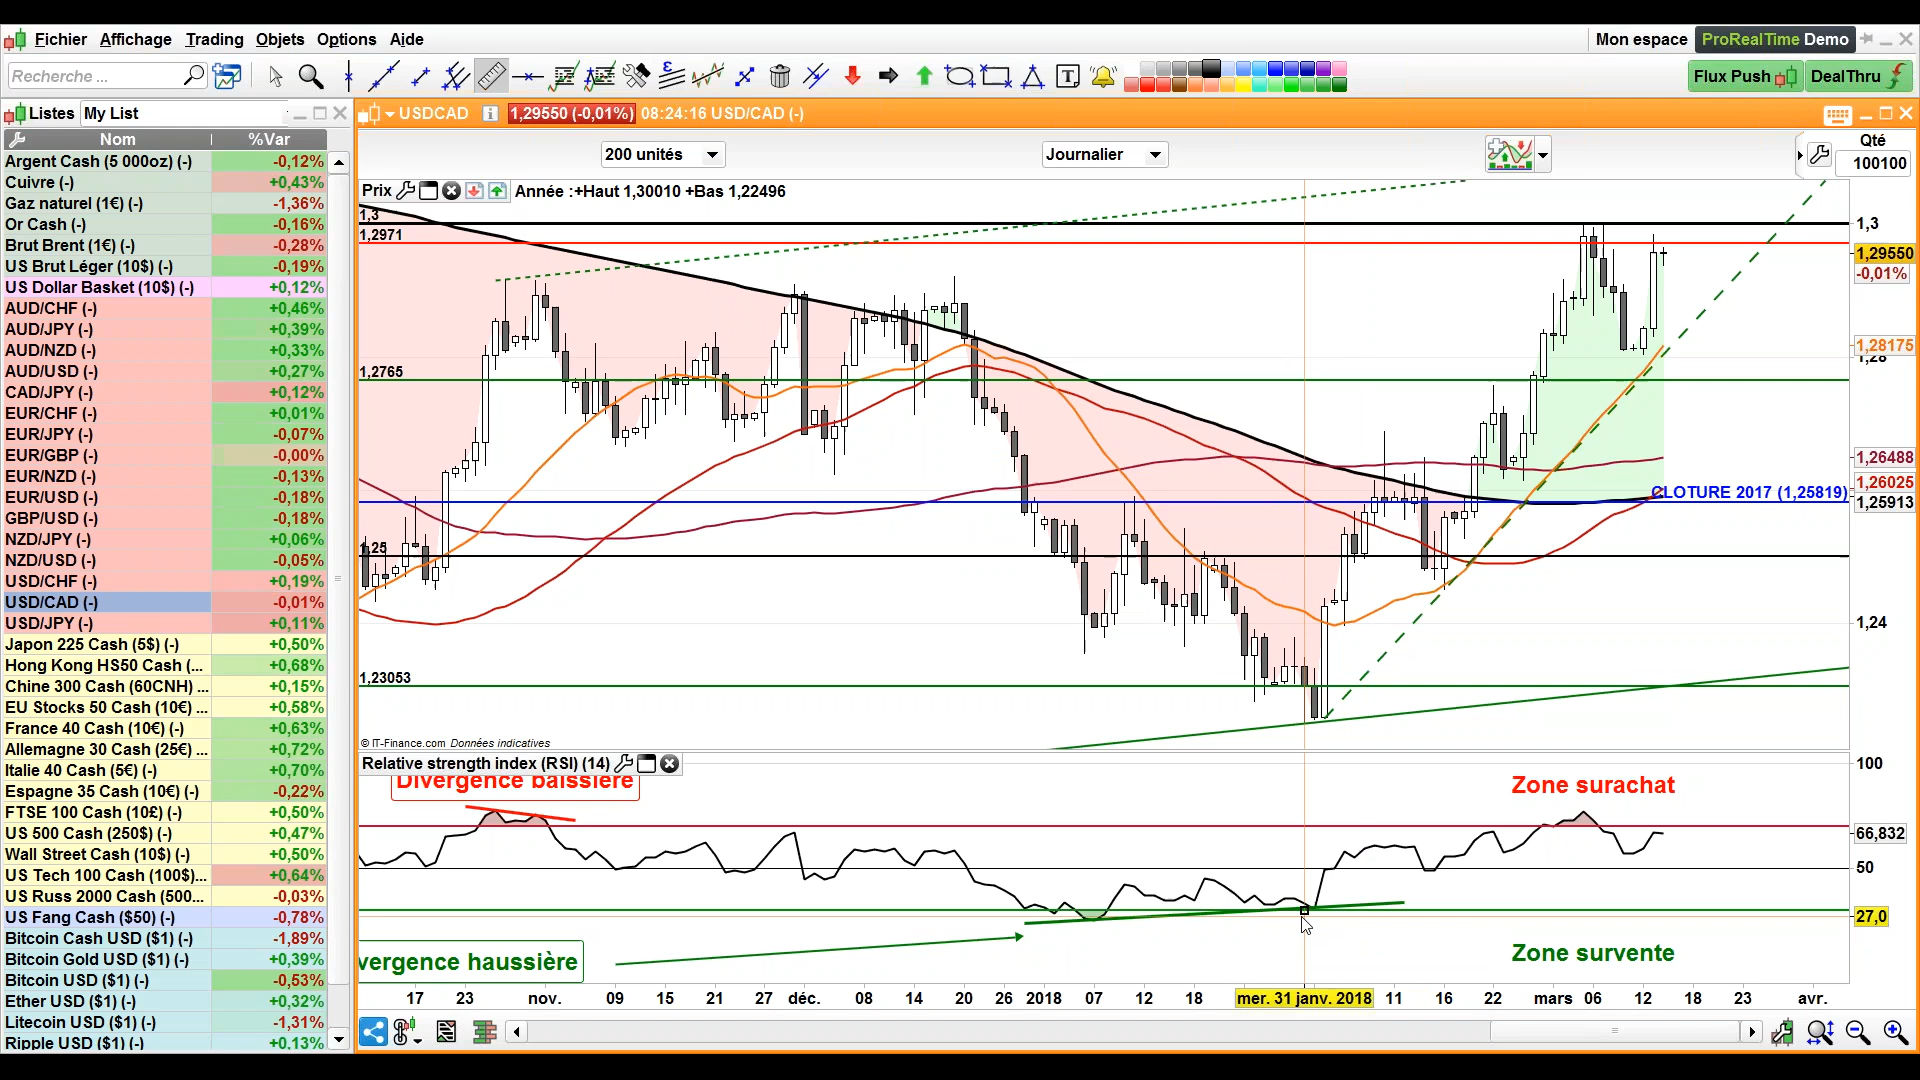 Fichier Affichage Trading Objets Options Aide
Mon espace ProRealTime Demo
Recherche ...
T
Flux Push DealThru
Listes My List
Nom %Var
Argent Cash (5 000oz) (-) -0,12%
Cuivre (-) +0,43%
Gaz naturel (1€) (-) -1,36%
Or Cash (-) -0,16%
Brut Brent (1€) (-) -0,28%
US Brut Léger (10$) (-) -0,19%
US Dollar Basket (10$) (-) +0,12%
AUD/CHF (-) +0,46%
AUD/JPY (-) +0,39%
AUD/NZD (-) +0,33%
AUD/USD (-) +0,27%
CAD/JPY (-) +0,12%
EUR/CHF (-) +0,01%
EUR/JPY (-) -0,07%
EUR/GBP (-) -0,00%
EUR/NZD (-) -0,13%
EUR/USD (-) -0,18%
GBP/USD (-) -0,18%
NZD/JPY (-) +0,06%
NZD/USD (-) -0,05%
USD/CHF (-) +0,19%
USD/CAD (-) -0,01%
USD/JPY (-) +0,11%
Japon 225 Cash (5$) (-) +0,50%
Hong Kong HS50 Cash (... +0,68%
Chine 300 Cash (60CNH) ... +0,15%
EU Stocks 50 Cash (10€) ... +0,58%
France 40 Cash (10€) (-) +0,63%
Allemagne 30 Cash (25€) ... +0,72%
Italie 40 Cash (5€) (-) +0,70%
Espagne 35 Cash (10€) (-) -0,22%
FTSE 100 Cash (10£) (-) +0,50%
US 500 Cash (250$) (-) +0,47%
Wall Street Cash (10$) (-) +0,50%
US Tech 100 Cash (100$)... +0,64%
US Russ 2000 Cash (500... -0,03%
US Fang Cash ($50) (-) -0,78%
Bitcoin Cash USD ($1) (-) -1,89%
Bitcoin Gold USD ($1) (-) +0,39%
Bitcoin USD ($1) (-) -0,53%
Ether USD ($1) (-) +0,32%
Litecoin USD ($1) (-) -1,31%
Ripple USD ($1) (-) +0,13%
USDCAD 1,29550 (-0,01%) 08:24:16 USD/CAD (-)
200 unités Journalier
Qté
100100
Prix Année :+Haut 1,30010 +Bas 1,22496
1,3
1,2971
1,2765
1,25
1,23053
CLOTURE 2017 (1,25819)
1,3
1,29550
-0,01%
1,28175
1,28
1,26488
1,26025
1,25913
1,24
© IT-Finance.com Données indicatives
Relative strength index (RSI) (14)
Divergence baissière
Zone surachat
vergence haussière
Zone survente
100
66,832
50
27,0
17 23 nov. 09 15 21 27 déc. 08 14 20 26 2018 07 12 18 mer. 31 janv. 2018 11 16 22 mars 06 12 18 23 avr.